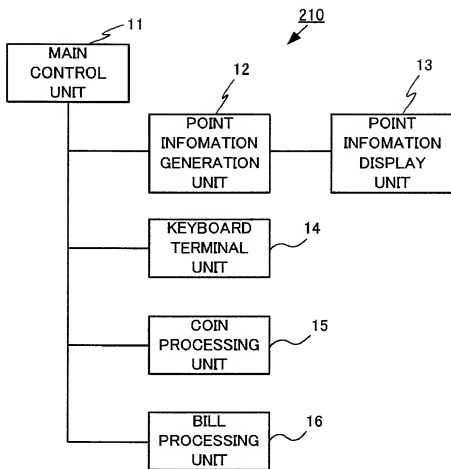 210
11
MAIN
CONTROL
UNIT
12
POINT
INFOMATION
GENERATION
UNIT
13
POINT
INFOMATION
DISPLAY
UNIT
KEYBOARD
TERMINAL
UNIT
14
COIN
PROCESSING
UNIT
15
BILL
PROCESSING
UNIT
16